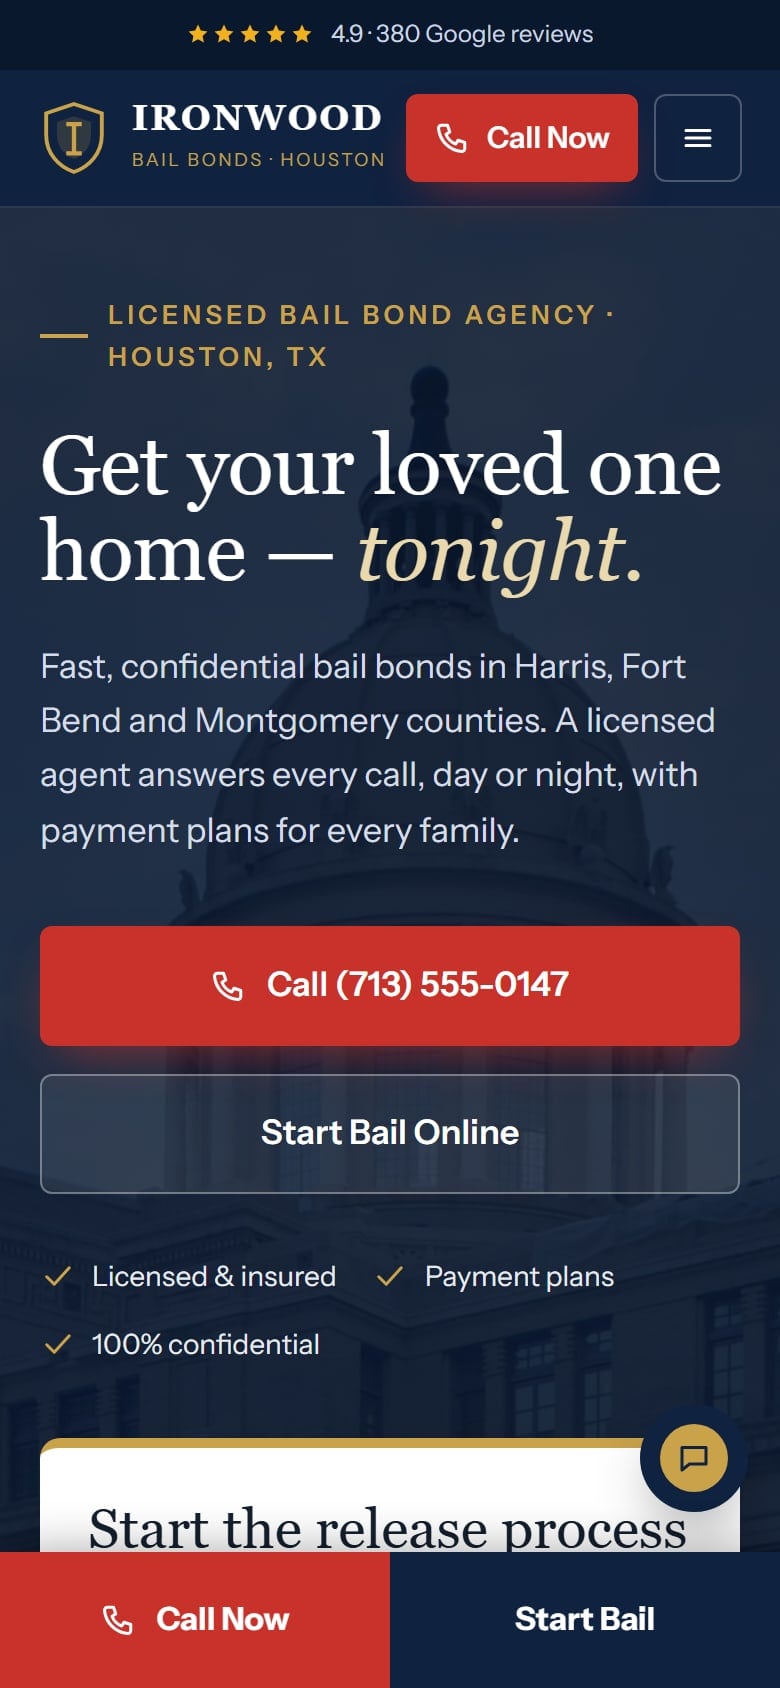 4.9 · 380 Google reviews
IRONWOOD
BAIL BONDS · HOUSTON
Call Now
LICENSED BAIL BOND AGENCY ·
HOUSTON, TX
Get your loved one
home — tonight.
Fast, confidential bail bonds in Harris, Fort
Bend and Montgomery counties. A licensed
agent answers every call, day or night, with
payment plans for every family.
Call (713) 555-0147
Start Bail Online
Licensed & insured
Payment plans
100% confidential
Start the release process
Call Now
Start Bail